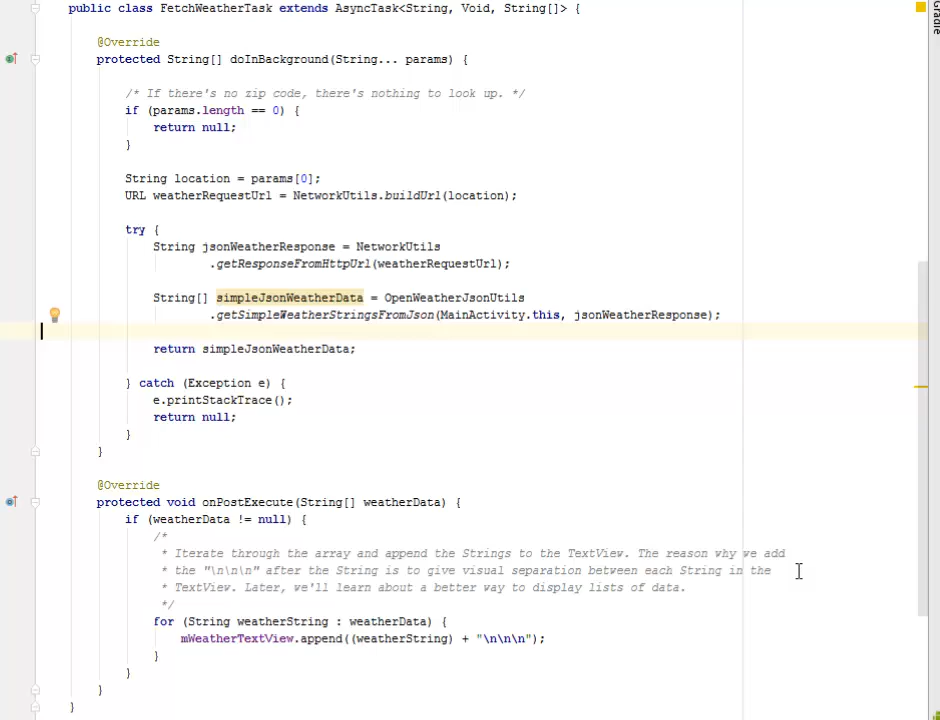 public class FetchWeatherTask extends AsyncTask<String, Void, String[]> {
@Override
protected String[] doInBackground(String... params) {
/* If there's no zip code, there's nothing to look up. */
if (params.length == 0) {
return null;
}
String location = params[0];
URL weatherRequestUrl = NetworkUtils.buildUrl(location);
try {
String jsonWeatherResponse = NetworkUtils
.getResponseFromHttpUrl(weatherRequestUrl);
String[] simpleJsonWeatherData = OpenWeatherJsonUtils
.getSimpleWeatherStringsFromJson(MainActivity.this, jsonWeatherResponse);
return simpleJsonWeatherData;
} catch (Exception e) {
e.printStackTrace();
return null;
}
}
@Override
protected void onPostExecute(String[] weatherData) {
if (weatherData != null) {
/*
* Iterate through the array and append the Strings to the TextView. The reason why we add
* the "\n\n\n" after the String is to give visual separation between each String in the
* TextView. Later, we'll learn about a better way to display lists of data.
*/
for (String weatherString : weatherData) {
mWeatherTextView.append((weatherString) + "\n\n\n");
}
}
}
}
Gradle